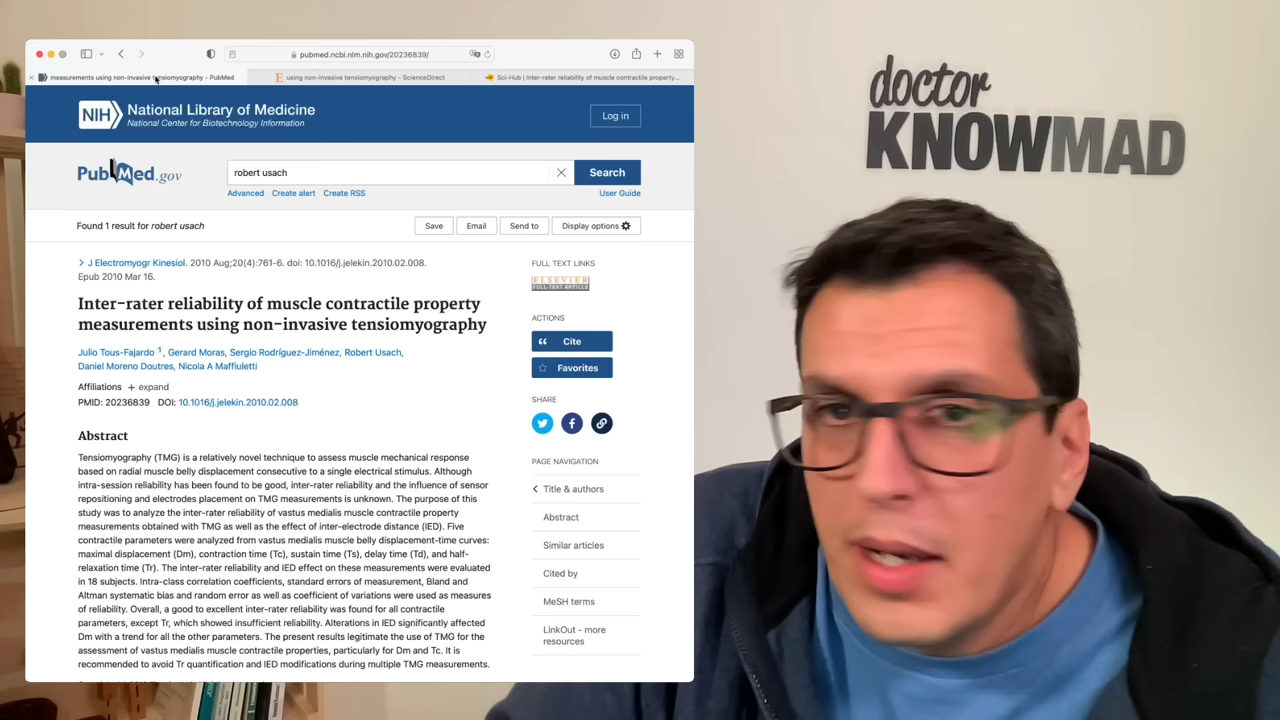 pubmed.ncbi.nlm.nih.gov/20236839/
measurements using non-invasive tensiomyography - PubMed
using non-invasive tensiomyography - ScienceDirect
Sci-Hub | Inter-rater reliability of muscle contractile property...
NIH National Library of Medicine
National Center for Biotechnology Information
Log in
PubMed.gov
robert usach
Search
Advanced Create alert Create RSS
User Guide
Found 1 result for robert usach
Save Email Send to Display options
J Electromyogr Kinesiol. 2010 Aug;20(4):761-6. doi: 10.1016/j.jelekin.2010.02.008.
Epub 2010 Mar 16.
Inter-rater reliability of muscle contractile property
measurements using non-invasive tensiomyography
Julio Tous-Fajardo 1, Gerard Moras, Sergio Rodríguez-Jiménez, Robert Usach,
Daniel Moreno Doutres, Nicola A Maffiuletti
Affiliations + expand
PMID: 20236839 DOI: 10.1016/j.jelekin.2010.02.008
Abstract
Tensiomyography (TMG) is a relatively novel technique to assess muscle mechanical response
based on radial muscle belly displacement consecutive to a single electrical stimulus. Although
intra-session reliability has been found to be good, inter-rater reliability and the influence of sensor
repositioning and electrodes placement on TMG measurements is unknown. The purpose of this
study was to analyze the inter-rater reliability of vastus medialis muscle contractile property
measurements obtained with TMG as well as the effect of inter-electrode distance (IED). Five
contractile parameters were analyzed from vastus medialis muscle belly displacement-time curves:
maximal displacement (Dm), contraction time (Tc), sustain time (Ts), delay time (Td), and half-
relaxation time (Tr). The inter-rater reliability and IED effect on these measurements were evaluated
in 18 subjects. Intra-class correlation coefficients, standard errors of measurement, Bland and
Altman systematic bias and random error as well as coefficient of variations were used as measures
of reliability. Overall, a good to excellent inter-rater reliability was found for all contractile
parameters, except Tr, which showed insufficient reliability. Alterations in IED significantly affected
Dm with a trend for all the other parameters. The present results legitimate the use of TMG for the
assessment of vastus medialis muscle contractile properties, particularly for Dm and Tc. It is
recommended to avoid Tr quantification and IED modifications during multiple TMG measurements.
FULL TEXT LINKS
ELSEVIER
FULL-TEXT ARTICLE
ACTIONS
Cite
Favorites
SHARE
PAGE NAVIGATION
Title & authors
Abstract
Similar articles
Cited by
MeSH terms
LinkOut - more
resources
doctor
KNOWMAD